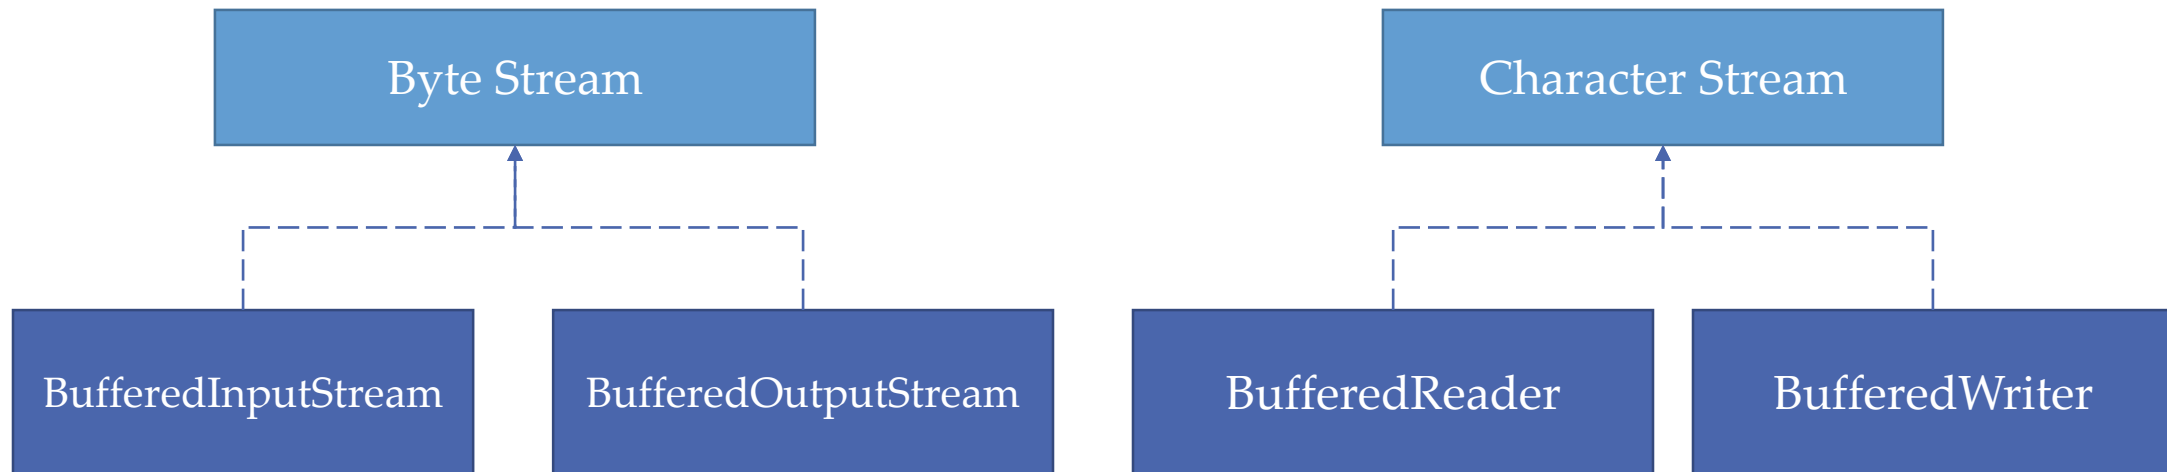 Byte Stream
Character Stream
BufferedInputStream
BufferedOutputStream
BufferedReader
BufferedWriter